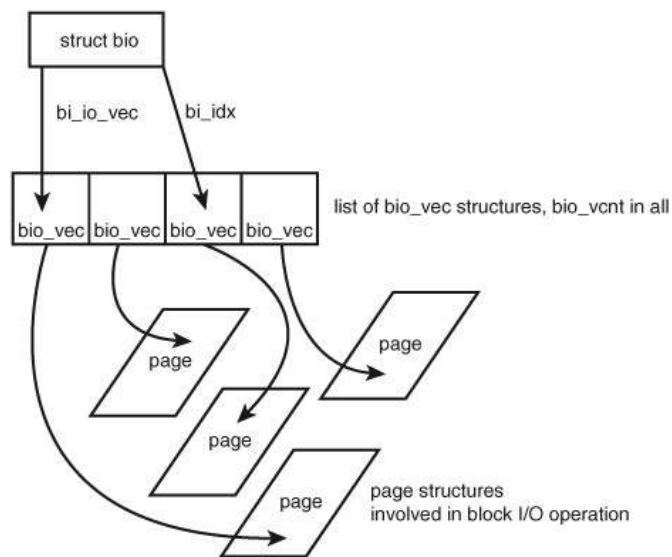 struct bio
bi_io_vec
bi_idx
bio_vec bio_vec bio_vec bio_vec
list of bio_vec structures, bio_vcnt in all
page
page
page
page
page structures
involved in block I/O operation